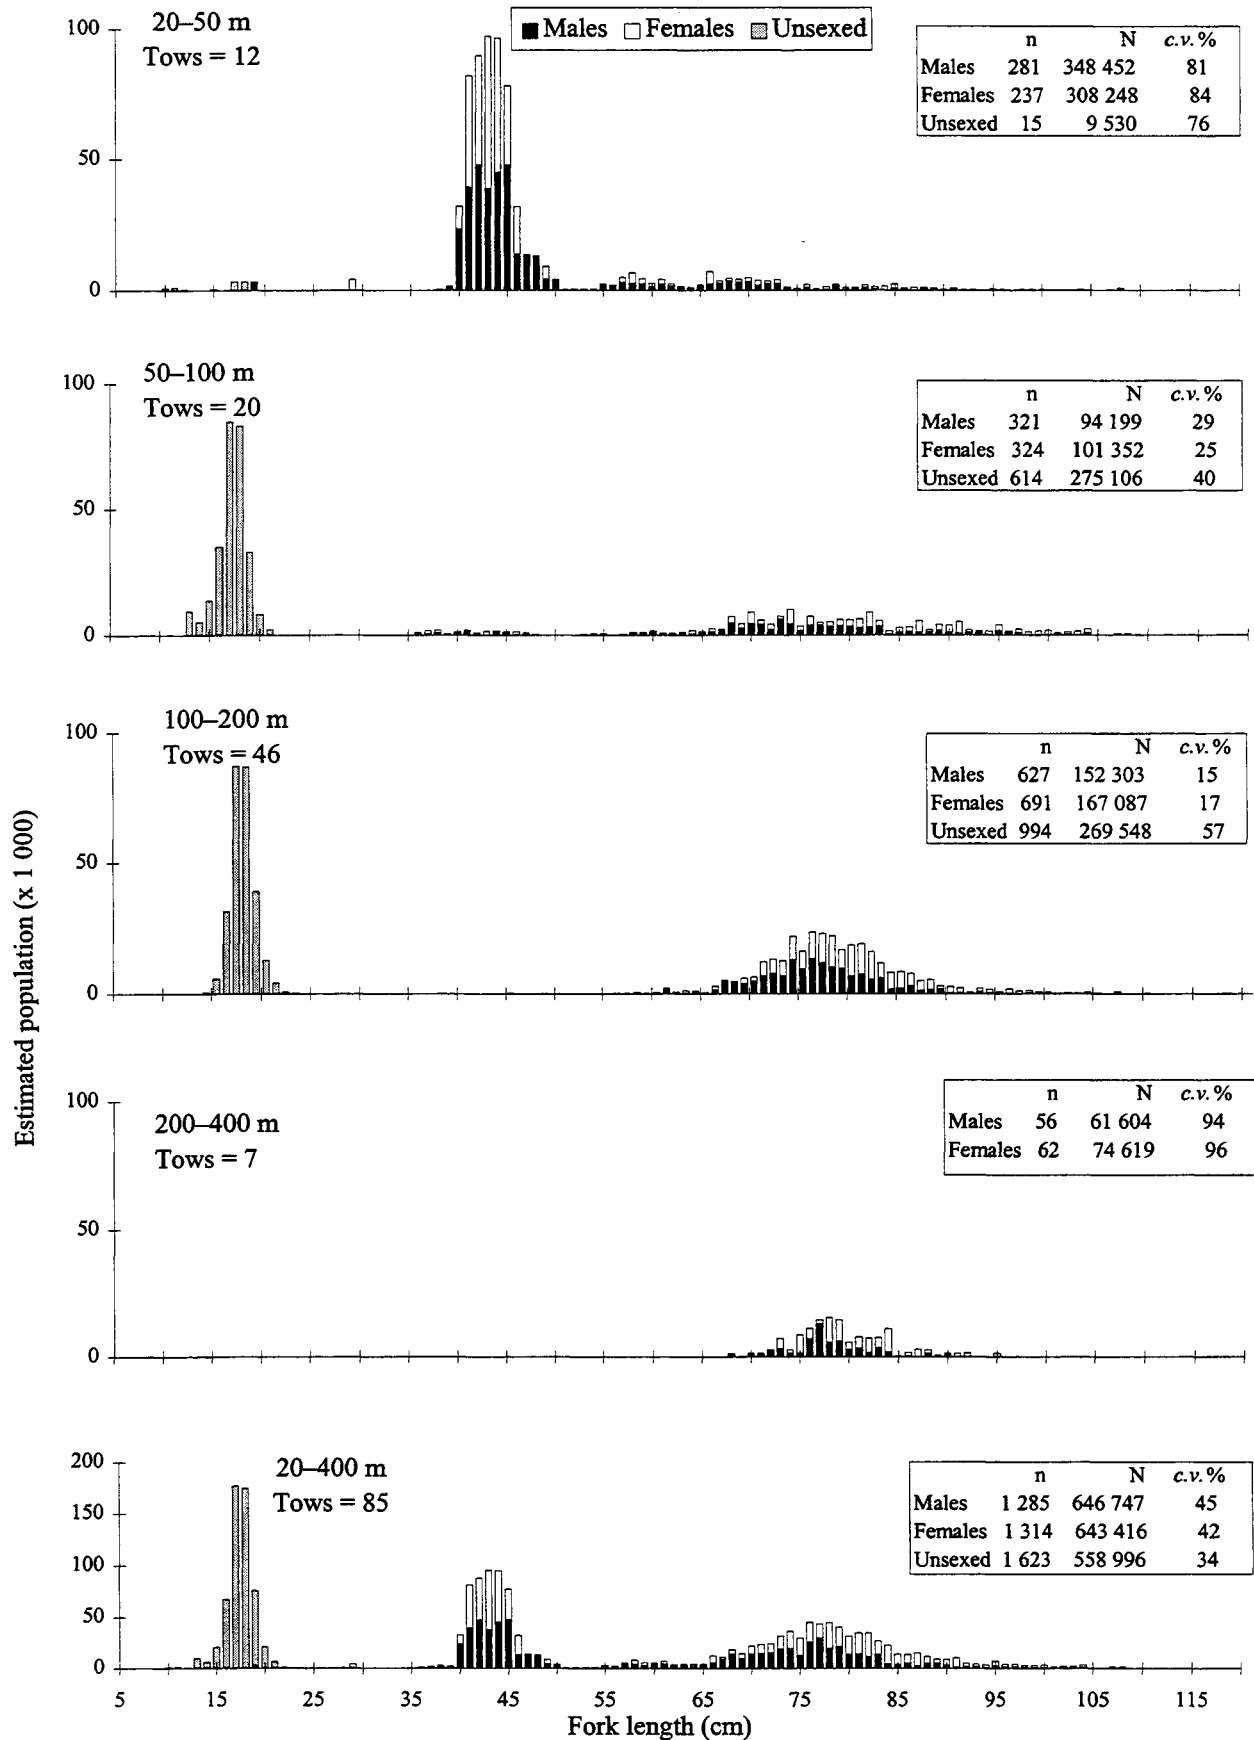 Males Females Unsexed
20–50 m
Tows = 12
100
50
0
n N c.v.%
Males 281 348 452 81
Females 237 308 248 84
Unsexed 15 9 530 76
50–100 m
Tows = 20
100
50
0
n N c.v.%
Males 321 94 199 29
Females 324 101 352 25
Unsexed 614 275 106 40
100–200 m
Tows = 46
100
50
0
n N c.v.%
Males 627 152 303 15
Females 691 167 087 17
Unsexed 994 269 548 57
200–400 m
Tows = 7
100
50
0
n N c.v.%
Males 56 61 604 94
Females 62 74 619 96
20–400 m
Tows = 85
200
150
100
50
0
n N c.v.%
Males 1 285 646 747 45
Females 1 314 643 416 42
Unsexed 1 623 558 996 34
5 15 25 35 45 55 65 75 85 95 105 115
Fork length (cm)
Estimated population (x 1 000)